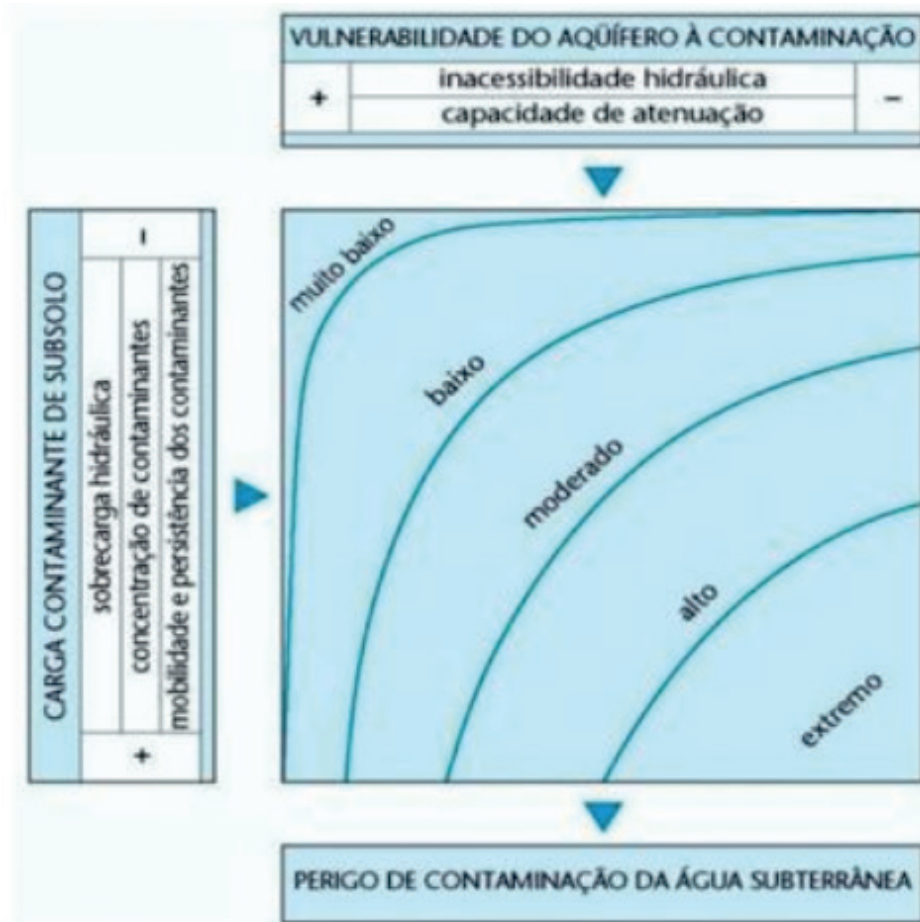 VULNERABILIDADE DO AQÜÍFERO À CONTAMINAÇÃO
+
inacessibilidade hidráulica
capacidade de atenuação
−
CARGA CONTAMINANTE DE SUBSOLO
−
sobrecarga hidráulica
concentração de contaminantes
mobilidade e persistência dos contaminantes
+
muito baixo
baixo
moderado
alto
extremo
PERIGO DE CONTAMINAÇÃO DA ÁGUA SUBTERRÂNEA